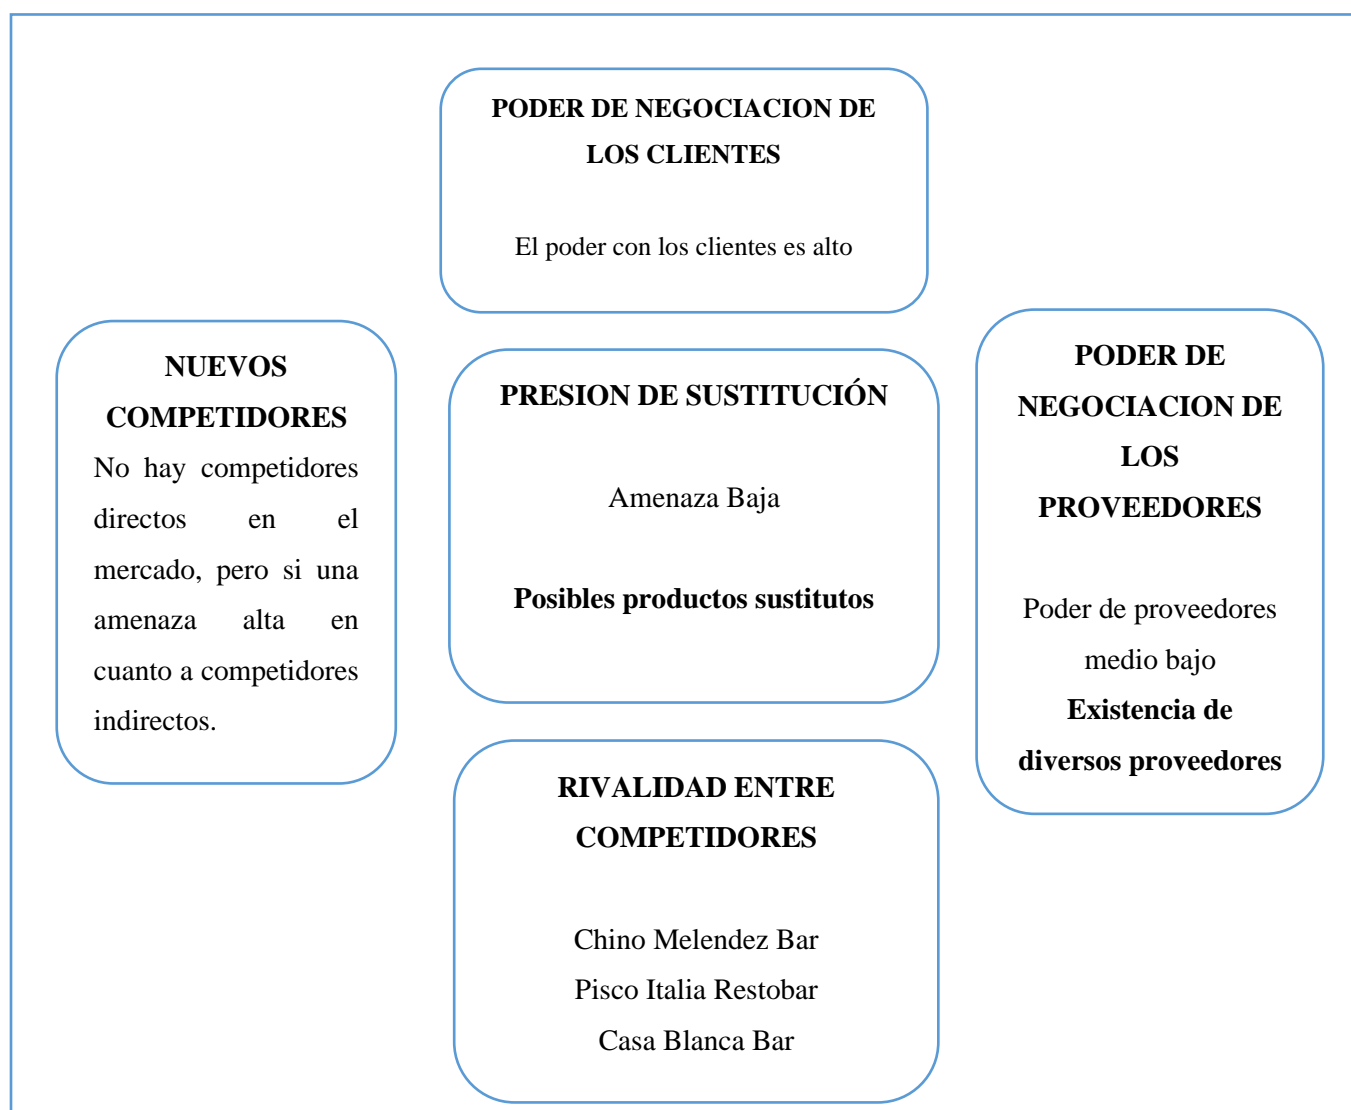 PODER DE NEGOCIACION DE
LOS CLIENTES
El poder con los clientes es alto
NUEVOS
COMPETIDORES
No hay competidores
directos en el
mercado, pero si una
amenaza alta en
cuanto a competidores
indirectos.
PRESION DE SUSTITUCIÓN
Amenaza Baja
Posibles productos sustitutos
PODER DE
NEGOCIACION DE
LOS
PROVEEDORES
Poder de proveedores
medio bajo
Existencia de
diversos proveedores
RIVALIDAD ENTRE
COMPETIDORES
Chino Melendez Bar
Pisco Italia Restobar
Casa Blanca Bar